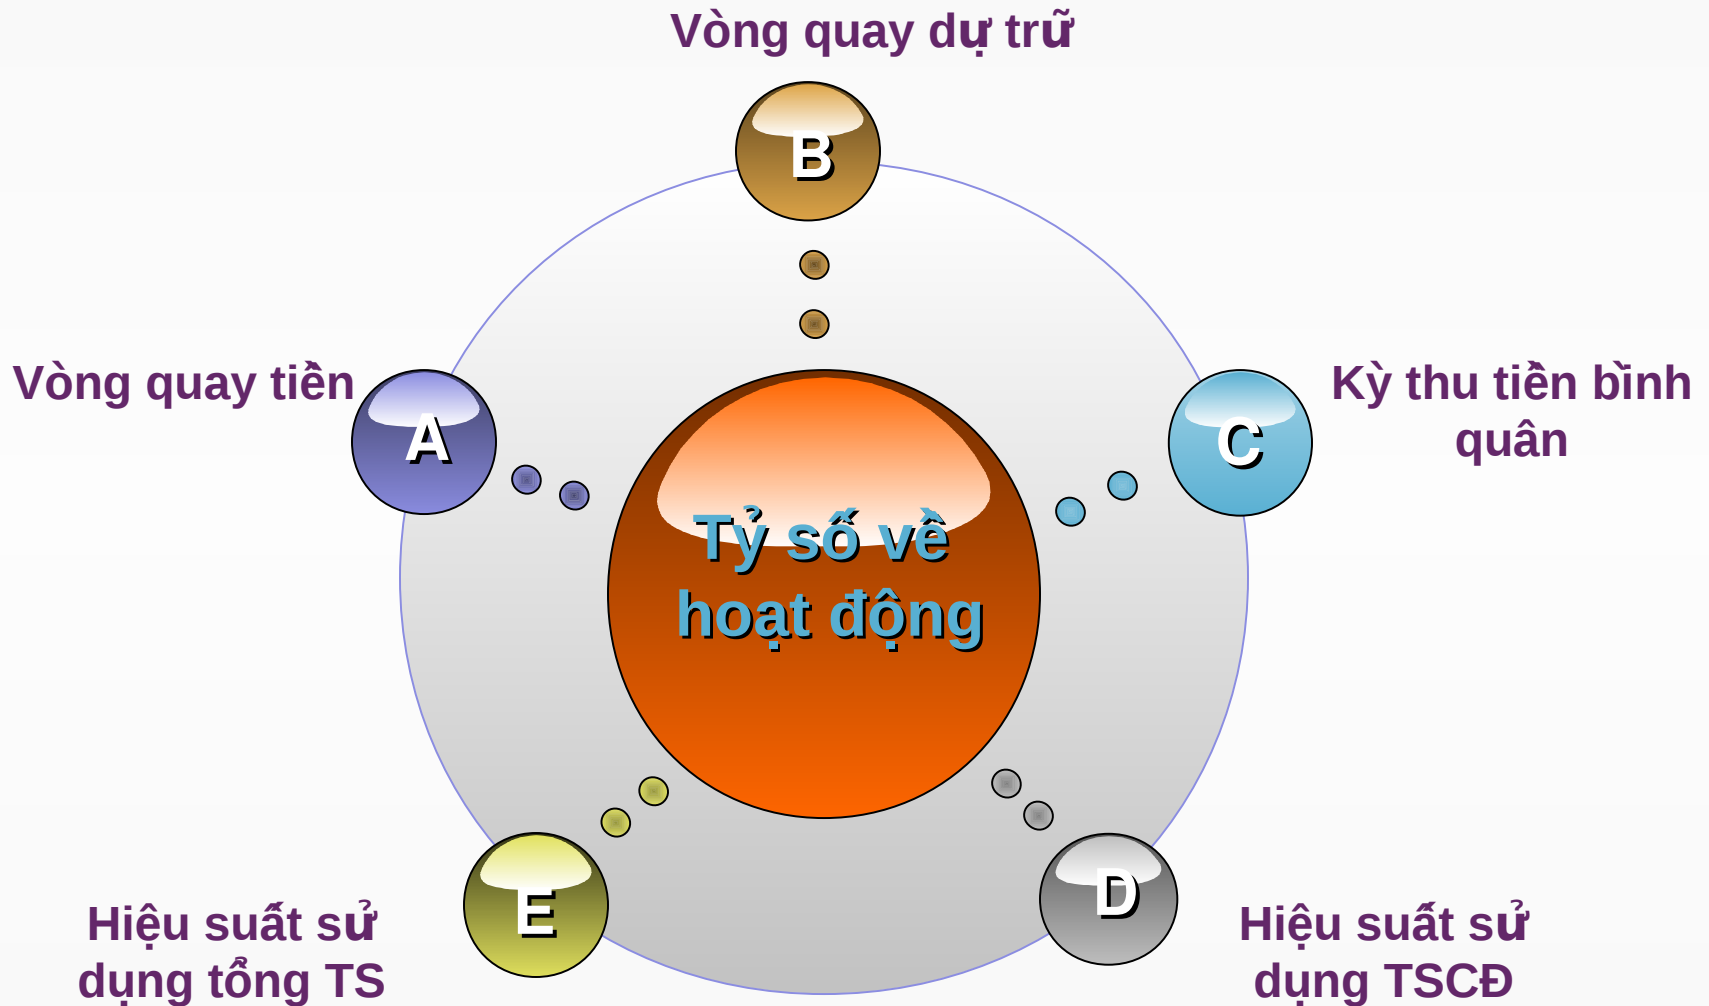 Vòng quay dự trữ
B
Vòng quay tiền
A
C
Kỳ thu tiền bình
quân
Tỷ số về
hoạt động
E
D
Hiệu suất sử
dụng tổng TS
Hiệu suất sử
dụng TSCĐ